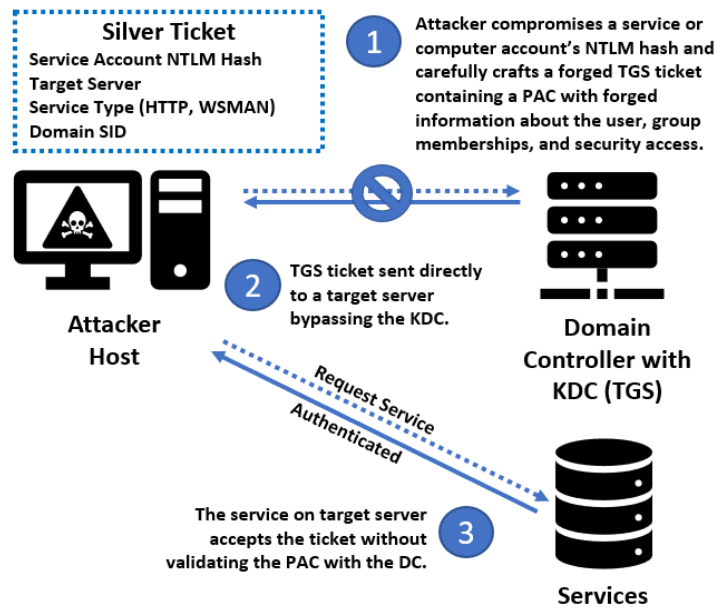 Silver Ticket
Service Account NTLM Hash
Target Server
Service Type (HTTP, WSMAN)
Domain SID
1
Attacker compromises a service or
computer account's NTLM hash and
carefully crafts a forged TGS ticket
containing a PAC with forged
information about the user, group
memberships, and security access.
2
TGS ticket sent directly
to a target server
bypassing the KDC.
Attacker
Host
Domain
Controller with
KDC (TGS)
Request Service
Authenticated
The service on target server
accepts the ticket without
validating the PAC with the DC.
3
Services